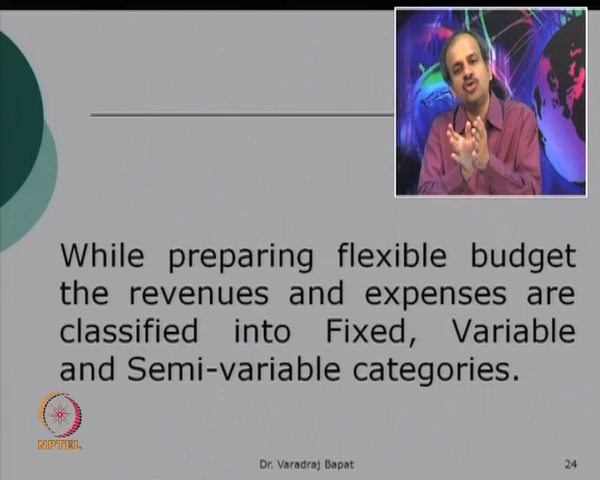 While preparing flexible budget
the revenues and expenses are
classified into Fixed, Variable
and Semi-variable categories.
NPTEL
Dr. Varadraj Bapat
24